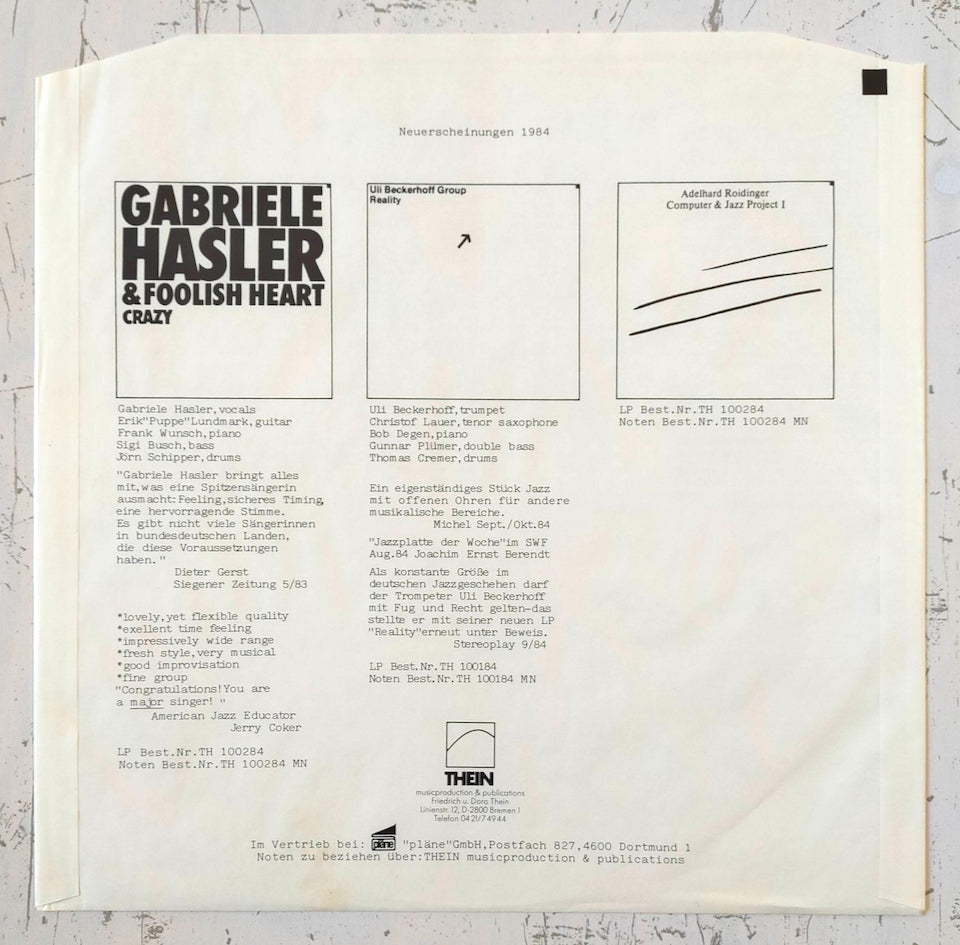 Neuerscheinungen 1984
GABRIELE
HASLER
& FOOLISH HEART
CRAZY
Gabriele Hasler,vocals
Erik"Puppe"Lundmark,guitar
Frank Wunsch,piano
Sigi Busch,bass
Jörn Schipper,drums
"Gabriele Hasler bringt alles
mit,was eine Spitzensängerin
ausmacht:Feeling,sicheres Timing,
eine hervorragende Stimme.
Es gibt nicht viele Sängerinnen
in bundesdeutschen Landen,
die diese Voraussetzungen
haben."
Dieter Gerst
Siegener Zeitung 5/83
*lovely,yet flexible quality
*exellent time feeling
*impressively wide range
*fresh style,very musical
*good improvisation
*fine group
"Congratulations!You are
a major singer! "
American Jazz Educator
Jerry Coker
LP Best.Nr.TH 100284
Noten Best.Nr.TH 100284 MN
Uli Beckerhoff Group
Reality
Uli Beckerhoff,trumpet
Christof Lauer,tenor saxophone
Bob Degen,piano
Gunnar Plümer,double bass
Thomas Cremer,drums
Ein eigenständiges Stück Jazz
mit offenen Ohren für andere
musikalische Bereiche.
Michel Sept./Okt.84
"Jazzplatte der Woche"im SWF
Aug.84 Joachim Ernst Berendt
Als konstante Größe im
deutschen Jazzgeschehen darf
der Trompeter Uli Beckerhoff
mit Fug und Recht gelten-das
stellte er mit seiner neuen LP
"Reality"erneut unter Beweis.
Stereoplay 9/84
LP Best.Nr.TH 100184
Noten Best.Nr.TH 100184 MN
Adelhard Roidinger
Computer & Jazz Project I
LP Best.Nr.TH 100284
Noten Best.Nr.TH 100284 MN
THEIN
musicproduction & publications
Friedrich u. Dora Thein
Linienstr. 12, D-2800 Bremen 1
Telefon 0421/74944
Im Vertrieb bei: pläne "pläne"GmbH,Postfach 827,4600 Dortmund 1
Noten zu beziehen über:THEIN musicproduction & publications